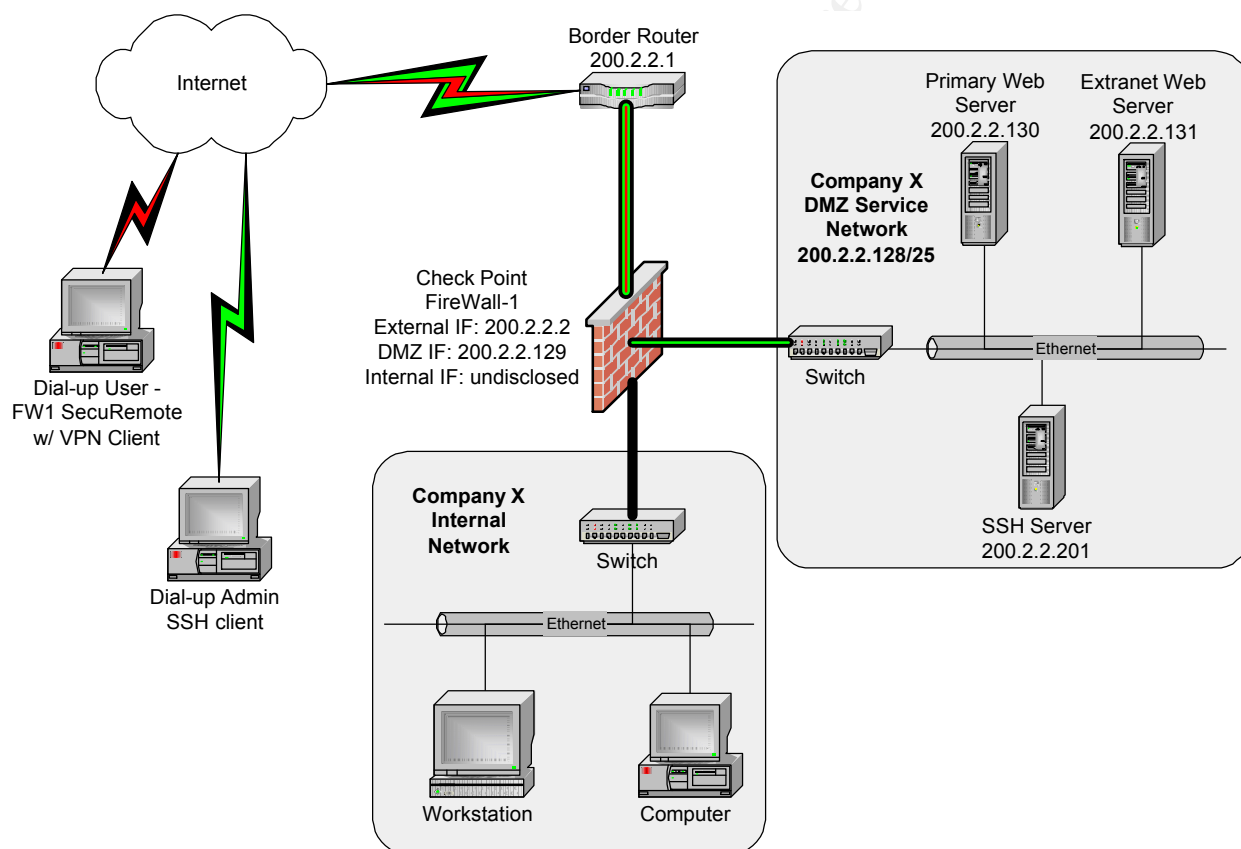 Internet
Border Router
200.2.2.1
Primary Web
Server
200.2.2.130
Extranet Web
Server
200.2.2.131
Company X
DMZ Service
Network
200.2.2.128/25
Check Point
FireWall-1
External IF: 200.2.2.2
DMZ IF: 200.2.2.129
Internal IF: undisclosed
Switch
Ethernet
Dial-up User -
FW1 SecuRemote
w/ VPN Client
SSH Server
200.2.2.201
Company X
Internal
Network
Switch
Dial-up Admin
SSH client
Ethernet
Workstation
Computer